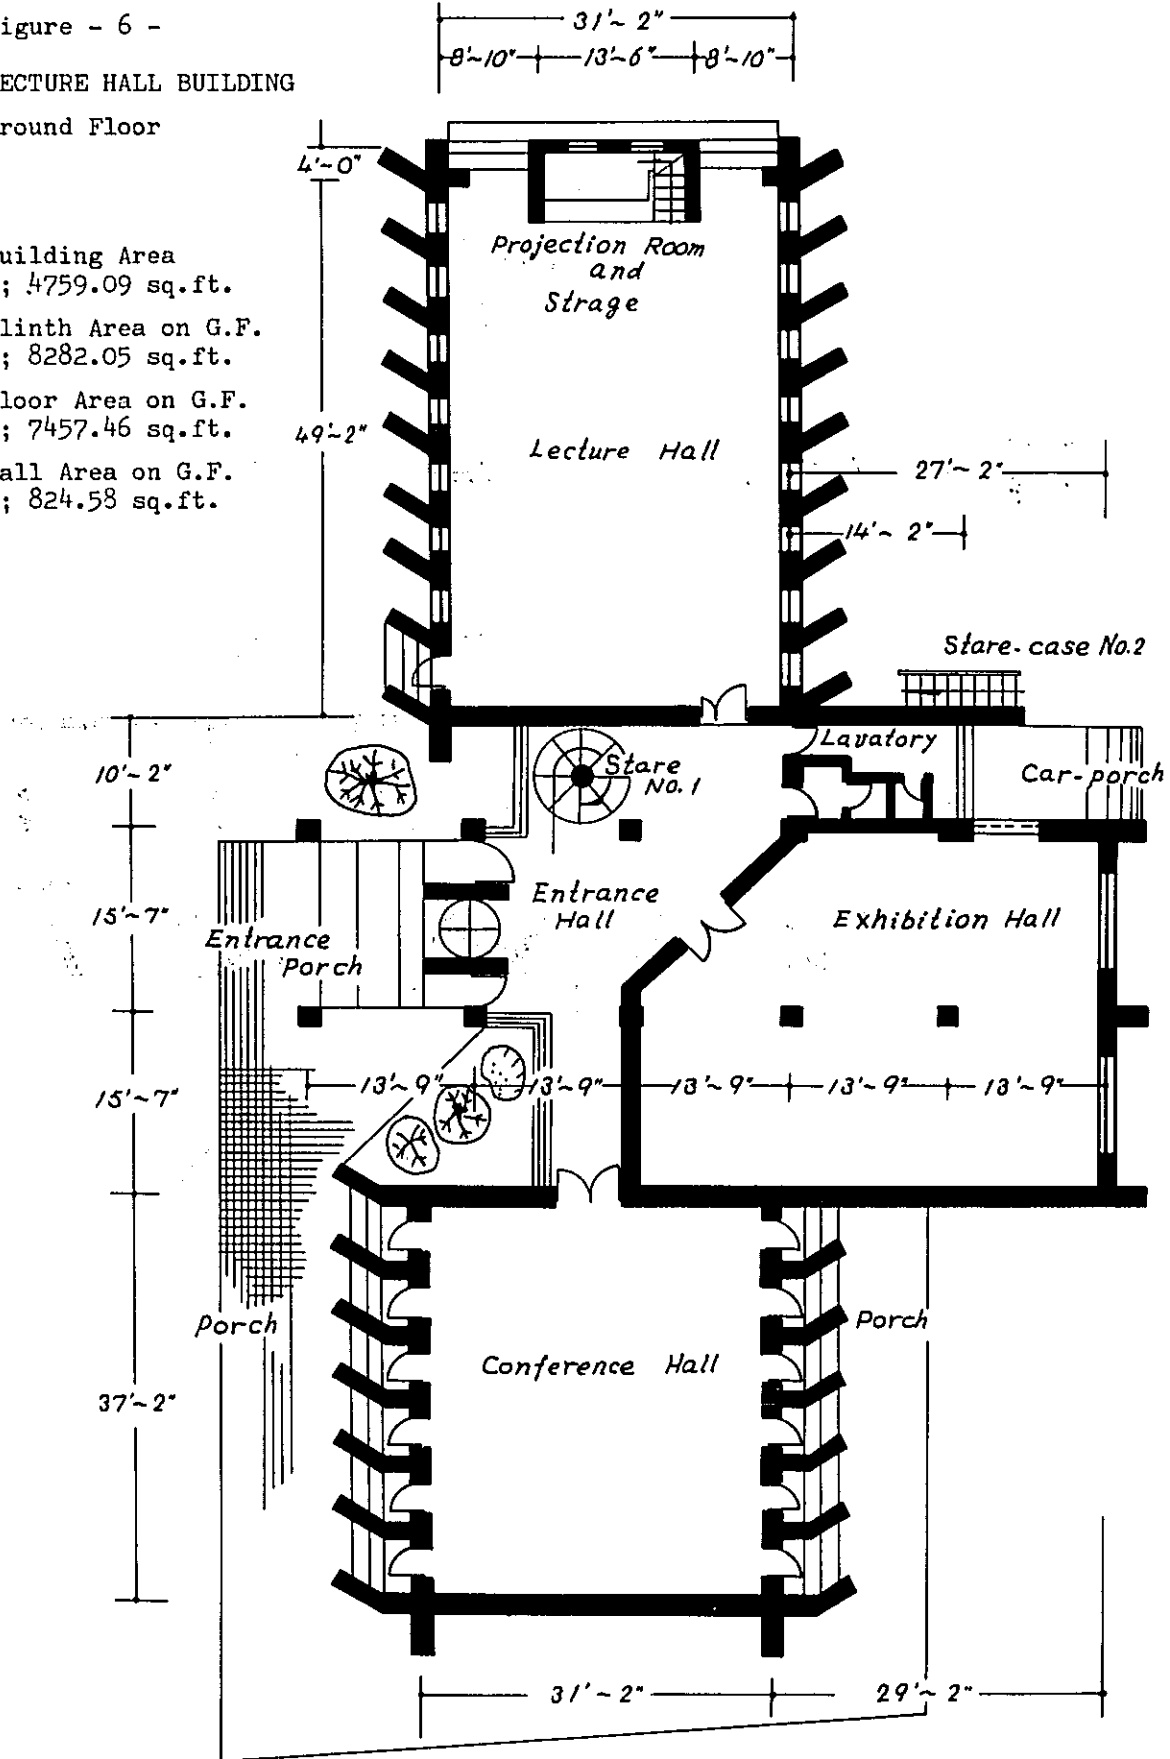 igure - 6 -
ECTURE HALL BUILDING
round Floor
uilding Area
; 4759.09 sq.ft.
linth Area on G.F.
; 8282.05 sq.ft.
loor Area on G.F.
; 7457.46 sq.ft.
all Area on G.F.
; 824.58 sq.ft.
31'~2"
8'~10" 13'~6" 8'~10"
4'~0"
Projection Room
and
Strage
49'~2"
Lecture Hall
27'~2"
14'~2"
Stare-case No.2
Lavatory
10'~2"
Stare
No.1
Car-porch
15'~7"
Entrance
Hall
Exhibition Hall
Entrance
Porch
15'~7"
13'~9" 13'~9" 13'~9" 13'~9" 13'~9"
Porch
Porch
Conference Hall
37'~2"
31'~2" 29'~2"